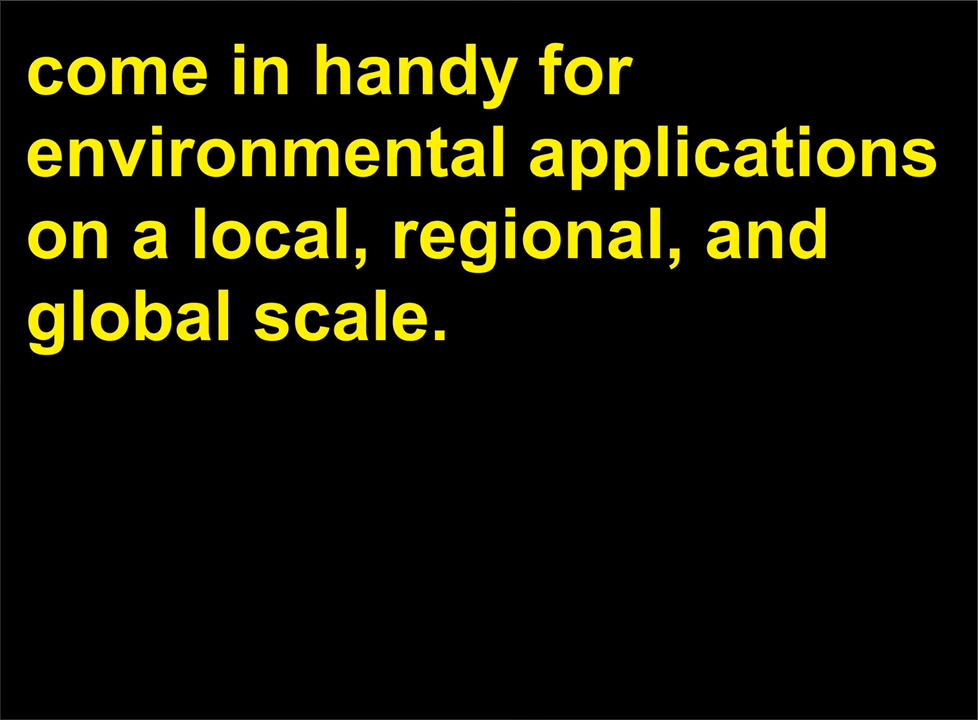 come in handy for
environmental applications
on a local, regional, and
global scale.